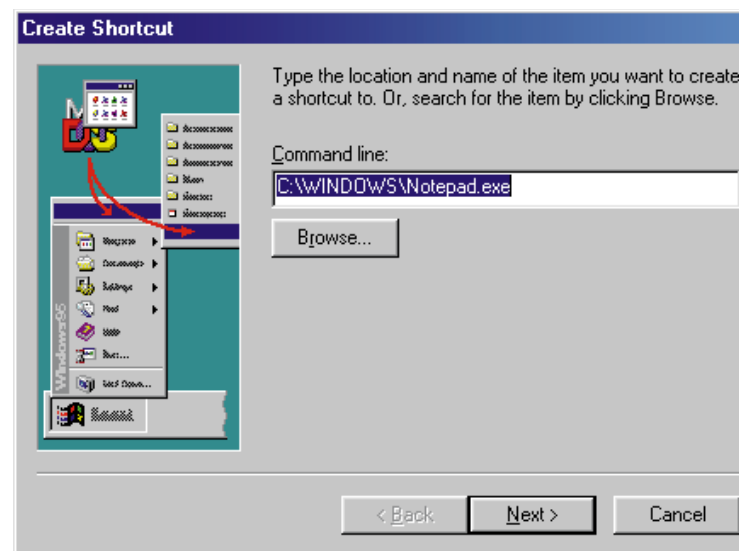 Create Shortcut
Type the location and name of the item you want to create
a shortcut to. Or, search for the item by clicking Browse.
Command line:
C:\WINDOWS\Notepad.exe
Browse...
Windows95
< Back
Next >
Cancel